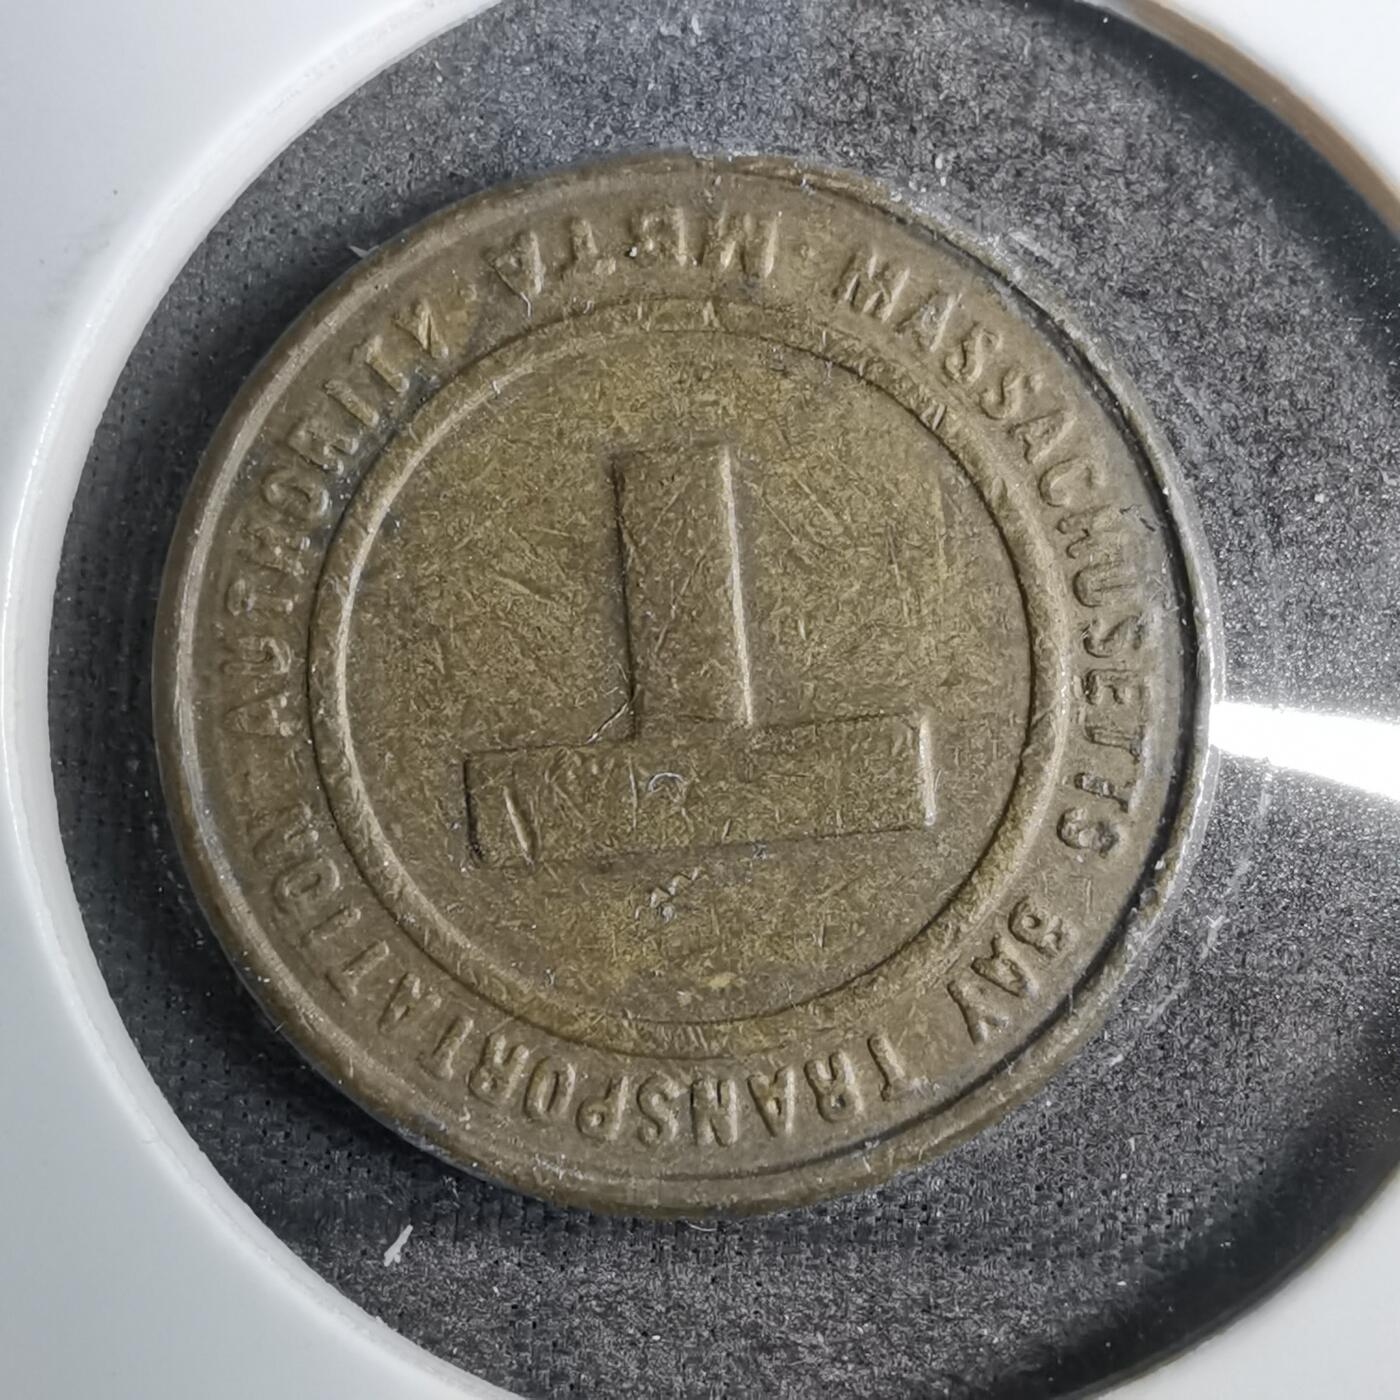 MASSACHUSETTS BAY TRANSPORTATION AUTHORITY · MBTA ·
T